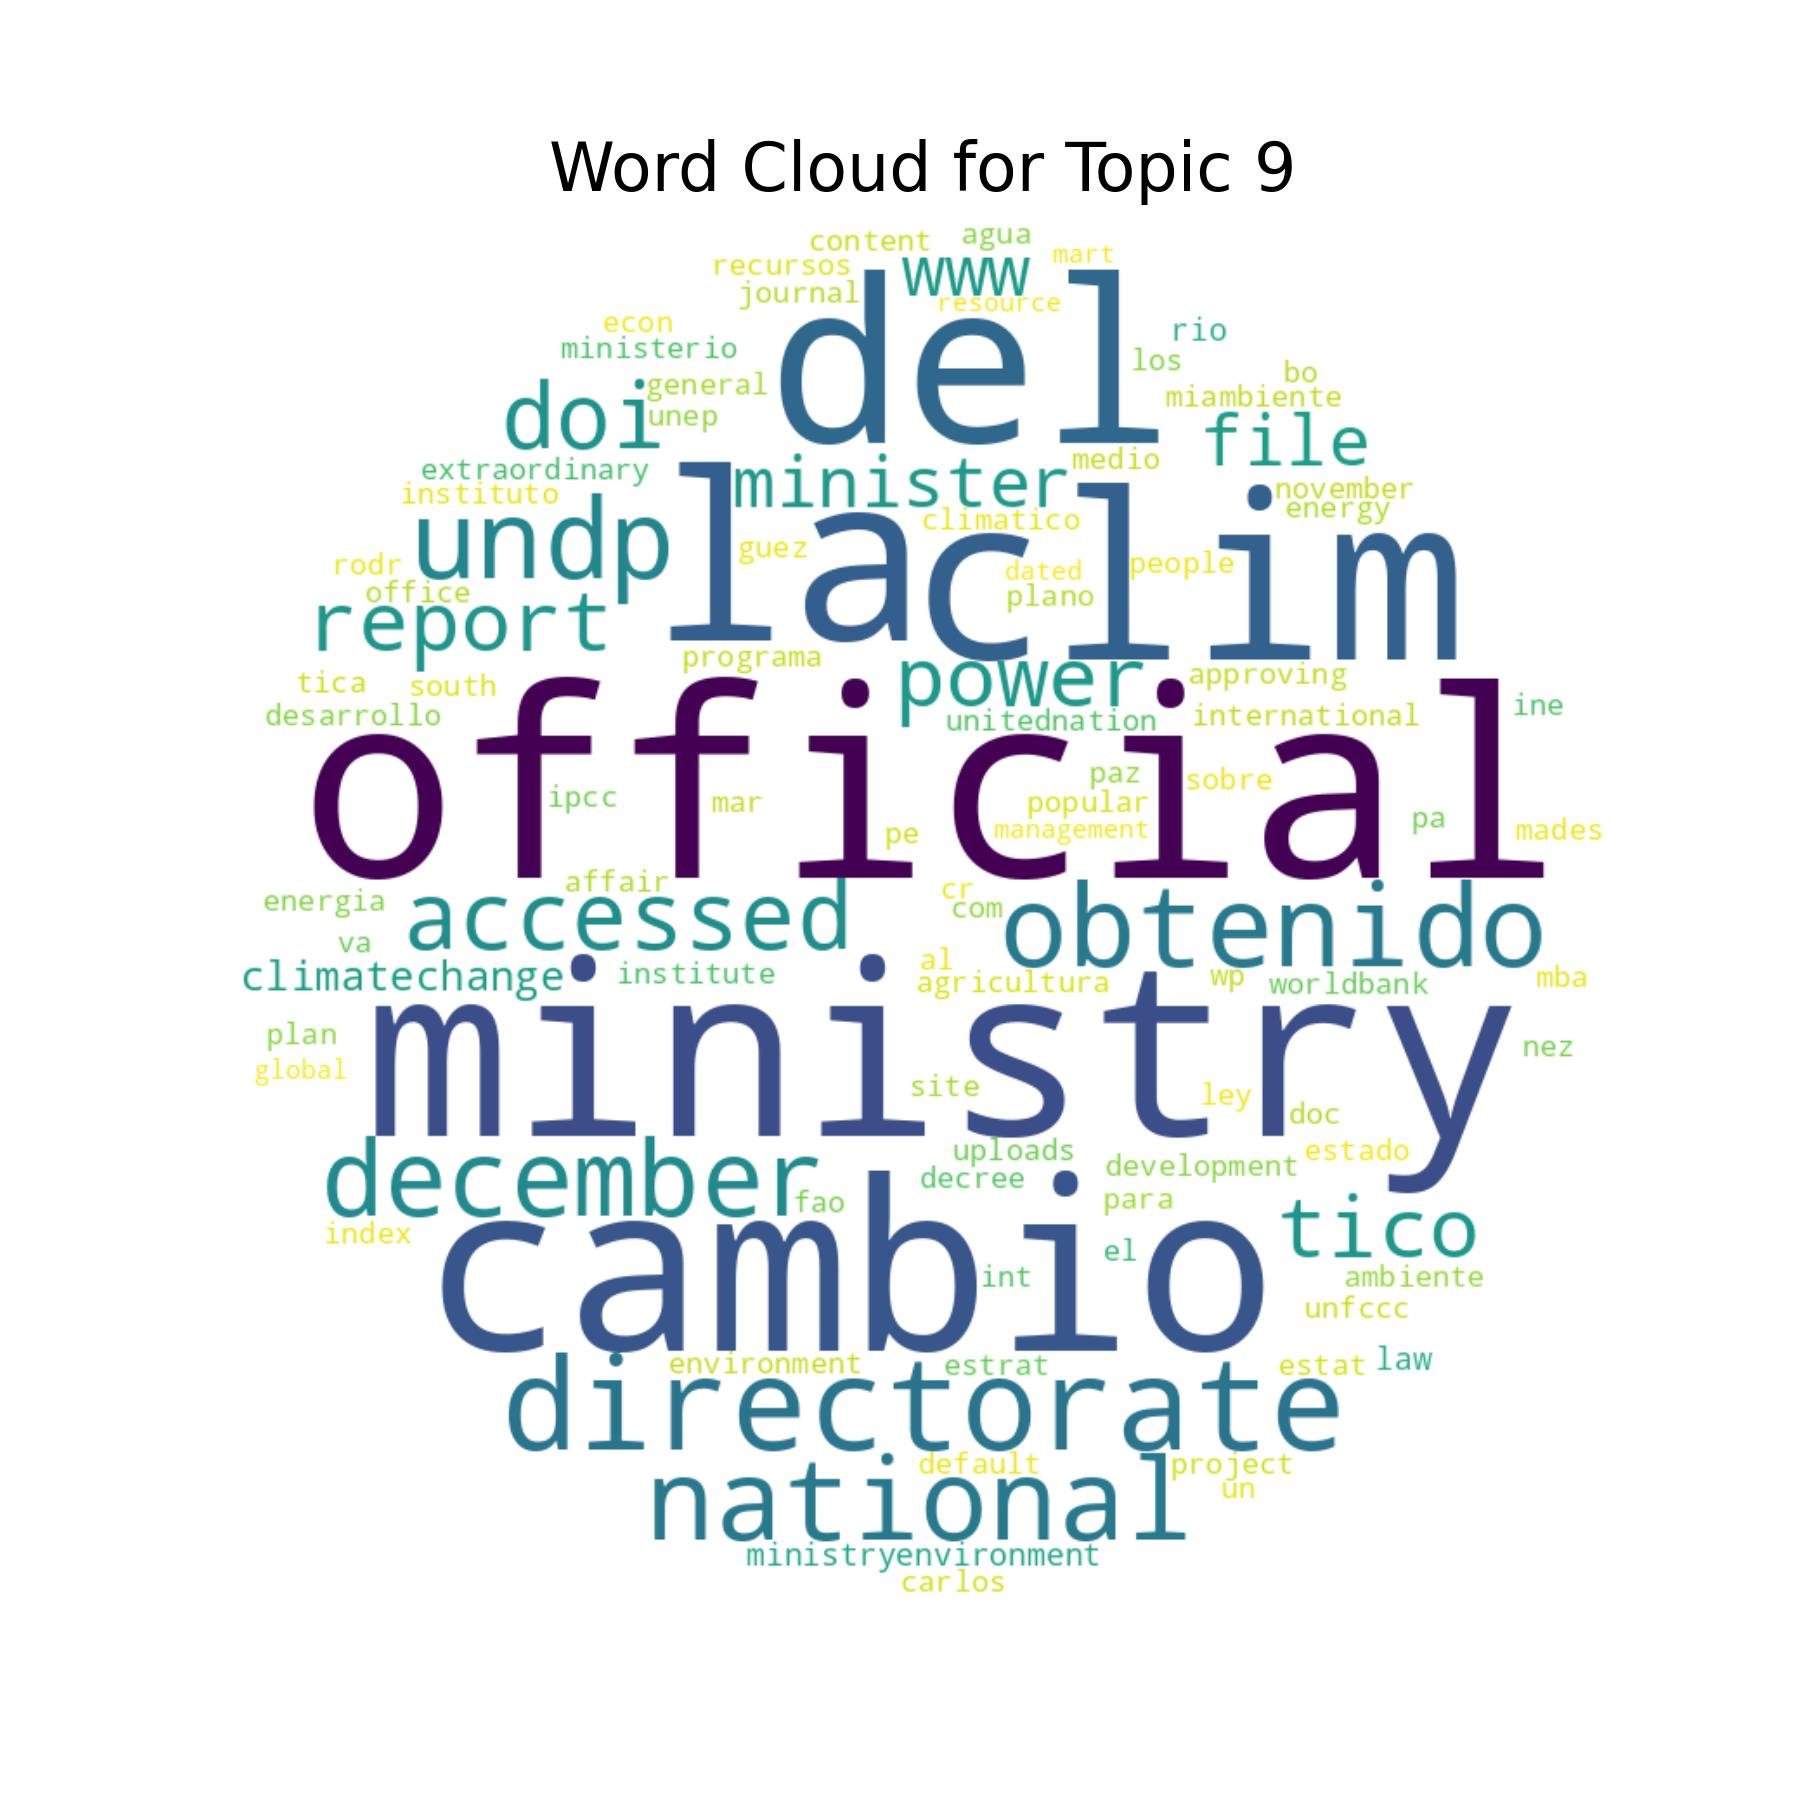 Word Cloud for Topic 9
content agua
recursos www mart
journal del resource
econ rio
ministerio los
general bo
doi unep miambiente
file
extraordinary minister medio
instituto november
undp la clim climatico energy
guez people
rodr dated
office plano
report
programa power approving
tica south
desarrollo unitednation international ine
official
ipcc mar paz sobre
popular pa
pe management mades
affair cr
energia accessed com obtenido
va al
climatechange institute agricultura wp worldbank mba
ministry
plan nez
global site ley
doc
uploads estado
december decree development
fao para tico
index cambio el
int ambiente
unfccc
environment estrat estat law
directorate
default project
national un
ministryenvironment
carlos